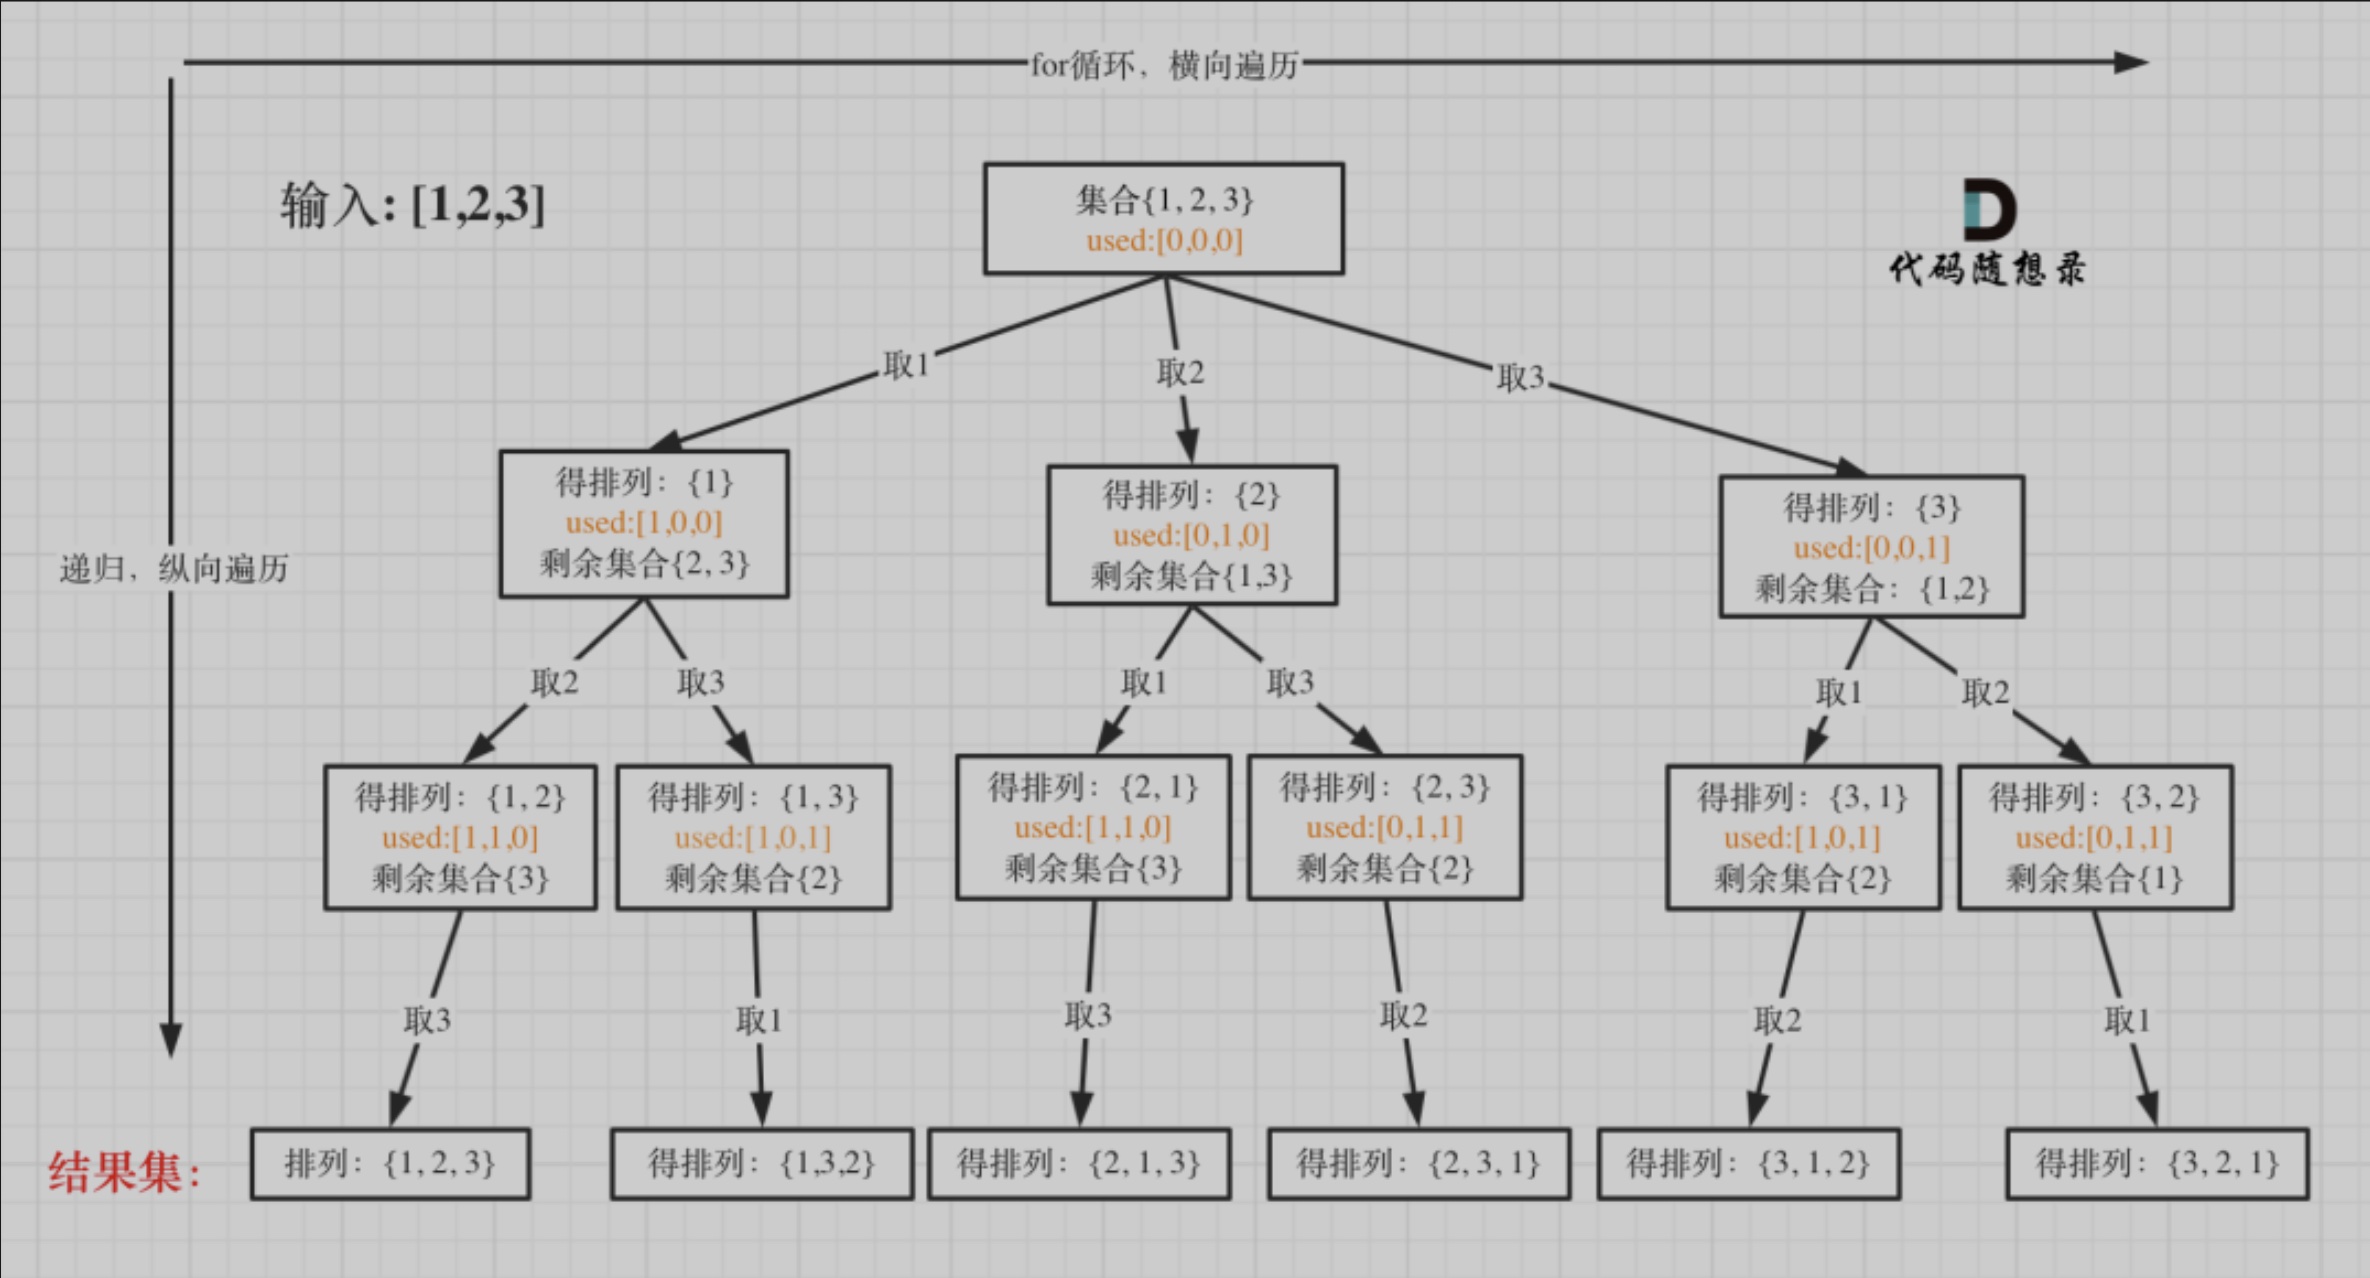 for循环，横向遍历
输入: [1,2,3]
集合{1, 2, 3}
used:[0,0,0]
代码随想录
取1
取2
取3
得排列：{1}
used:[1,0,0]
剩余集合{2, 3}
得排列：{2}
used:[0,1,0]
剩余集合{1,3}
得排列：{3}
used:[0,0,1]
剩余集合：{1,2}
递归，纵向遍历
取2
取3
取1
取3
取1
取2
得排列：{1, 2}
used:[1,1,0]
剩余集合{3}
得排列：{1, 3}
used:[1,0,1]
剩余集合{2}
得排列：{2, 1}
used:[1,1,0]
剩余集合{3}
得排列：{2, 3}
used:[0,1,1]
剩余集合{2}
得排列：{3, 1}
used:[1,0,1]
剩余集合{2}
得排列：{3, 2}
used:[0,1,1]
剩余集合{1}
取3
取1
取3
取2
取2
取1
结果集：
排列：{1, 2, 3}
得排列：{1,3,2}
得排列：{2, 1, 3}
得排列：{2, 3, 1}
得排列：{3, 1, 2}
得排列：{3, 2, 1}